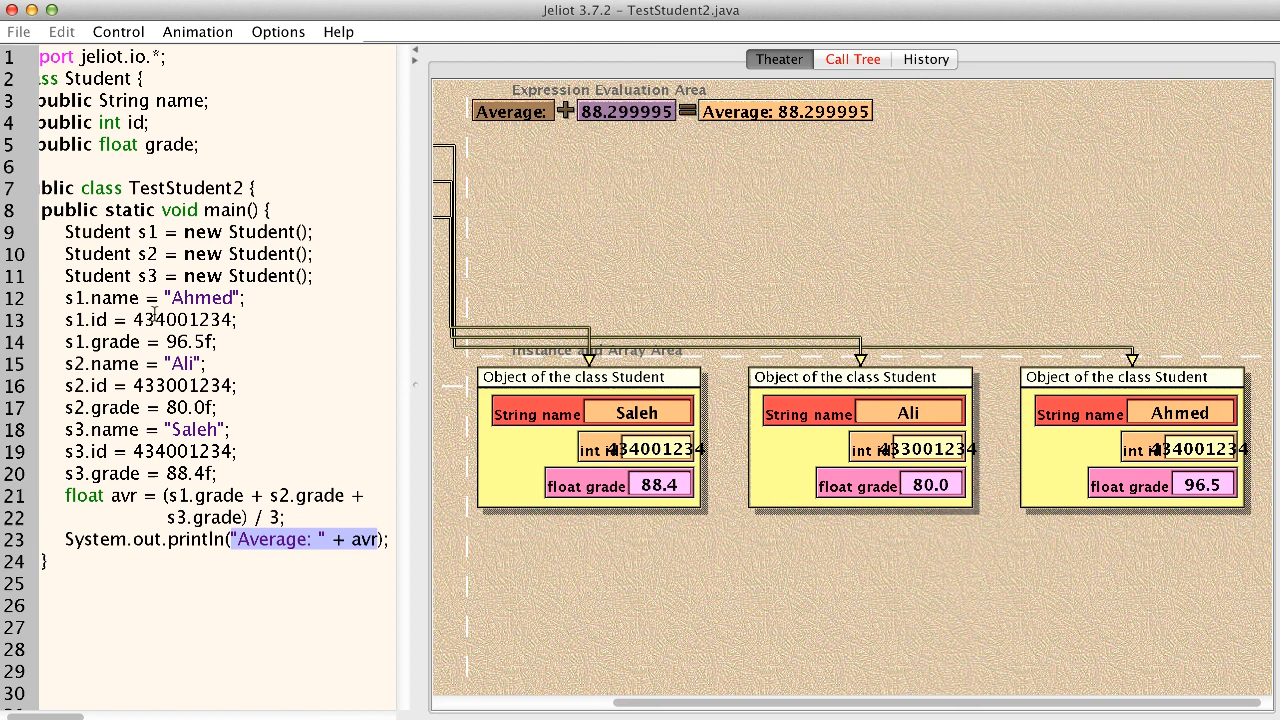 Jeliot 3.7.2 – TestStudent2.java
File Edit Control Animation Options Help
1 port jeliot.io.*;
2 ss Student {
3 public String name;
4 public int id;
5 public float grade;
6
7 blic class TestStudent2 {
8 public static void main() {
9 Student s1 = new Student();
10 Student s2 = new Student();
11 Student s3 = new Student();
12 s1.name = "Ahmed";
13 s1.id = 434001234;
14 s1.grade = 96.5f;
15 s2.name = "Ali";
16 s2.id = 433001234;
17 s2.grade = 80.0f;
18 s3.name = "Saleh";
19 s3.id = 434001234;
20 s3.grade = 88.4f;
21 float avr = (s1.grade + s2.grade +
22 s3.grade) / 3;
23 System.out.println("Average: " + avr);
24 }
25
26
27
28
29
30
Theater Call Tree History
Expression Evaluation Area
Average: + 88.299995 = Average: 88.299995
Instance and Array Area
Object of the class Student
String name Saleh
int id 434001234
float grade 88.4
Object of the class Student
String name Ali
int id 433001234
float grade 80.0
Object of the class Student
String name Ahmed
int id 434001234
float grade 96.5